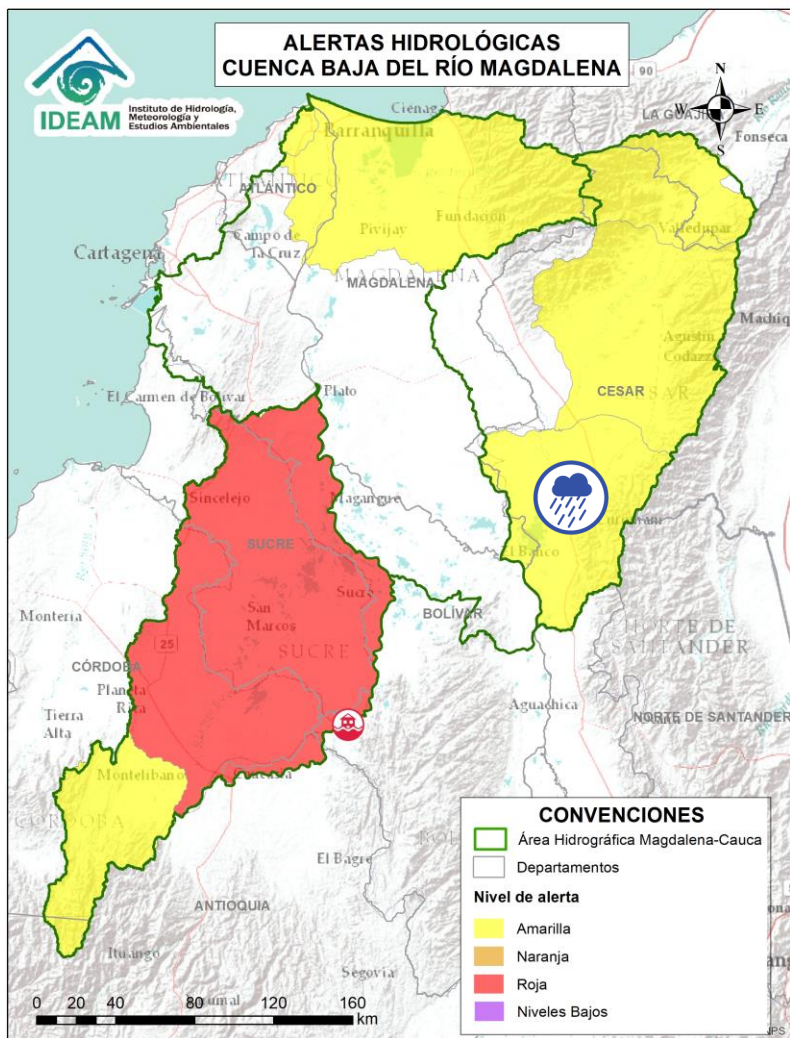 ALERTAS HIDROLÓGICAS
CUENCA BAJA DEL RÍO MAGDALENA
IDEAM
Instituto de Hidrología,
Meteorología y
Estudios Ambientales
N
W
E
S
90
LA GUAJIRA
Fonseca
Ciénaga
Barranquilla
ATLÁNTICO
Fundación
Pivijay
Valledupar
Campo de
la Cruz
Cartagena
MAGDALENA
MAGDALENA
Machiq
Agustín
Codazzi
CESAR
Plato
El Carmen de Bolívar
Sincelejo
Magangue
El Banco
SUCRE
Sucre
San
Marcos
BOLÍVAR
Montería
25
SUCRE
NORTE DE
SANTANDER
CÓRDOBA
Planeta
Rica
Aguachica
NORTE DE SANTANDER
Tierra
Alta
Montelibano
CÓRDOBA
El Bagre
ANTIOQUIA
Ituango
Segovia
CONVENCIONES
Área Hidrográfica Magdalena-Cauca
Departamentos
Nivel de alerta
Amarilla
Naranja
Roja
Niveles Bajos
0 20 40 80 120 160
km